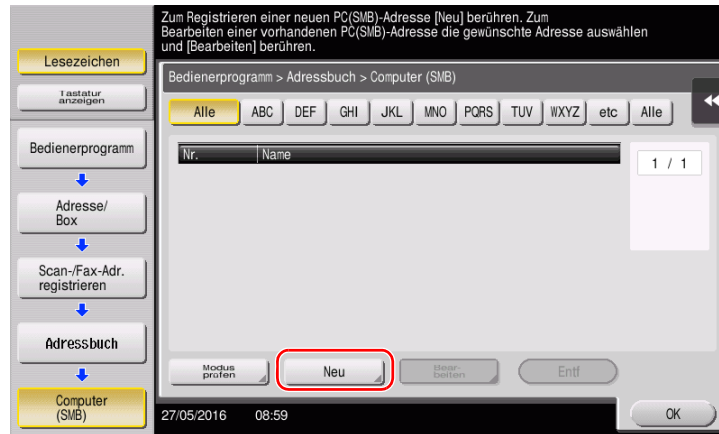 Zum Registrieren einer neuen PC(SMB)-Adresse [Neu] berühren. Zum
Bearbeiten einer vorhandenen PC(SMB)-Adresse die gewünschte Adresse auswählen
und [Bearbeiten] berühren.
Lesezeichen
Tastatur
anzeigen
Bedienerprogramm
Adresse/
Box
Scan-/Fax-Adr.
registrieren
Adressbuch
Computer
(SMB)
Bedienerprogramm > Adressbuch > Computer (SMB)
Alle ABC DEF GHI JKL MNO PQRS TUV WXYZ etc Alle
Nr. Name
1 / 1
Modus
prüfen
Neu
Bear-
beiten
Entf
27/05/2016 08:59
OK